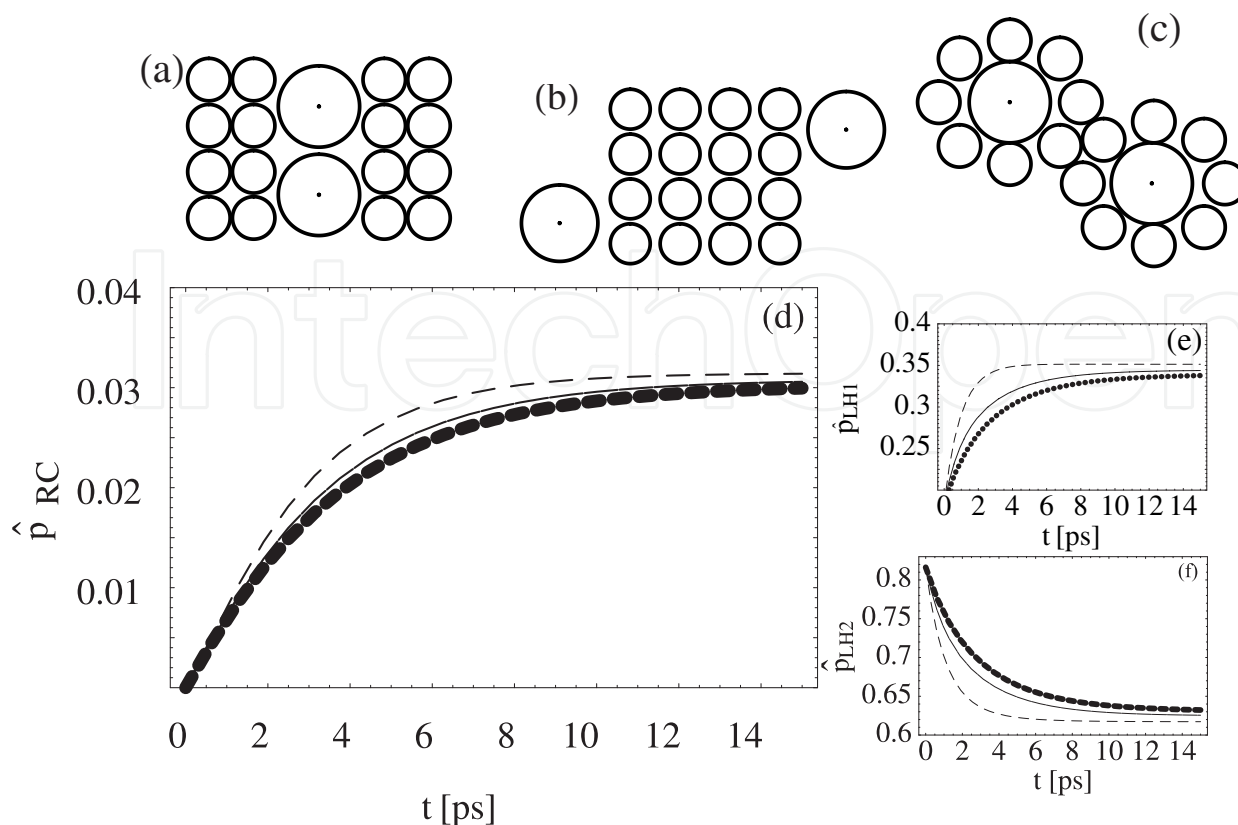 (a)
(b)
(c)
IntechOpen
(d)
0.04
0.03
0.02
0.01
p̂ RC
0 2 4 6 8 10 12 14
t [ps]
(e)
0.4
0.35
0.3
0.25
p̂ LH1
0 2 4 6 8 10 12 14
t [ps]
(f)
0.8
0.75
0.7
0.65
0.6
p̂ LH2
0 2 4 6 8 10 12 14
t [ps]